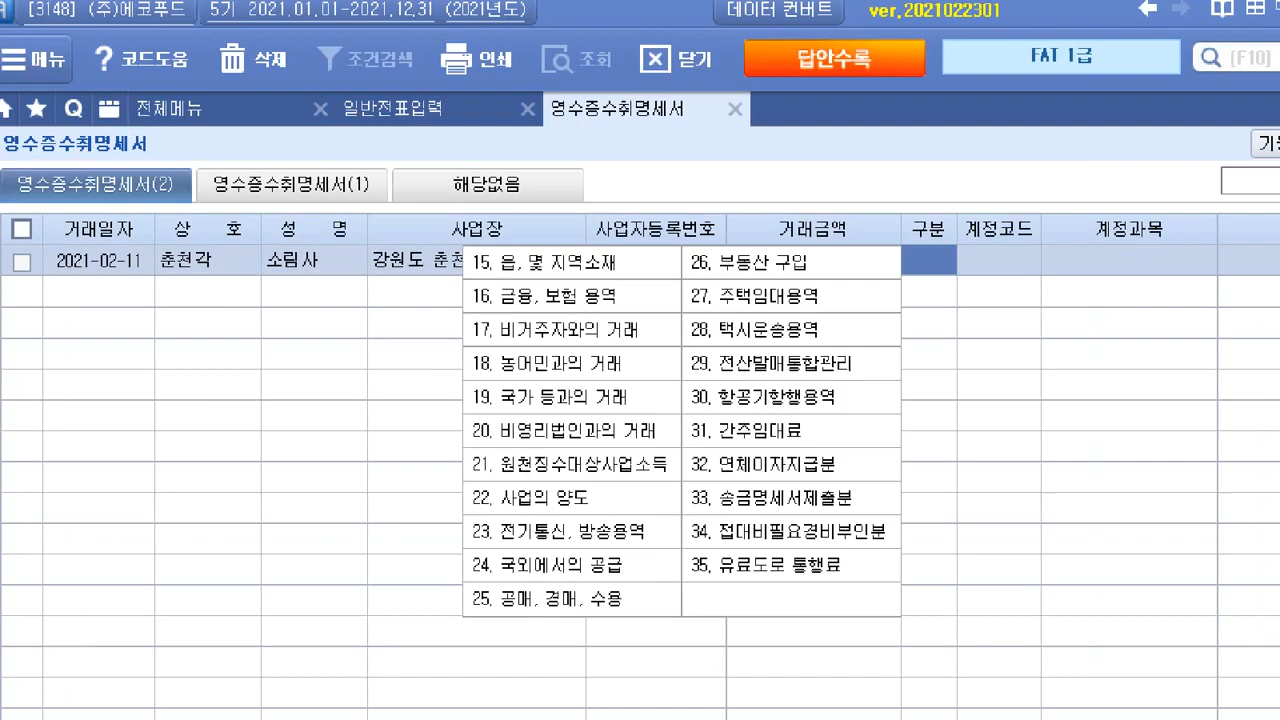 [3148] (주)에코푸드 5기 2021.01.01-2021.12.31 (2021년도) 데이터 컨버트 ver.2021022301
메뉴 코드도움 삭제 조건검색 인쇄 조회 닫기 답안수록 FAT 1급 [F10]
전체메뉴 일반전표입력 영수증수취명세서
영수증수취명세서
영수증수취명세서(2) 영수증수취명세서(1) 해당없음
거래일자 상 호 성 명 사업장 사업자등록번호 거래금액 구분 계정코드 계정과목
2021-02-11 춘천각 소림사 강원도
15. 읍, 몇 지역소재 26. 부동산 구입
16. 금융, 보험 용역 27. 주택임대용역
17. 비거주자와의 거래 28. 택시운송용역
18. 농어민과의 거래 29. 전산발매통합관리
19. 국가 등과의 거래 30. 항공기항행용역
20. 비영리법인과의 거래 31. 간주임대료
21. 원천징수대상사업소득 32. 연체이자지급분
22. 사업의 양도 33. 송금명세서제출분
23. 전기통신, 방송용역 34. 접대비필요경비부인분
24. 국외에서의 공급 35. 유료도로 통행료
25. 공매, 경매, 수용